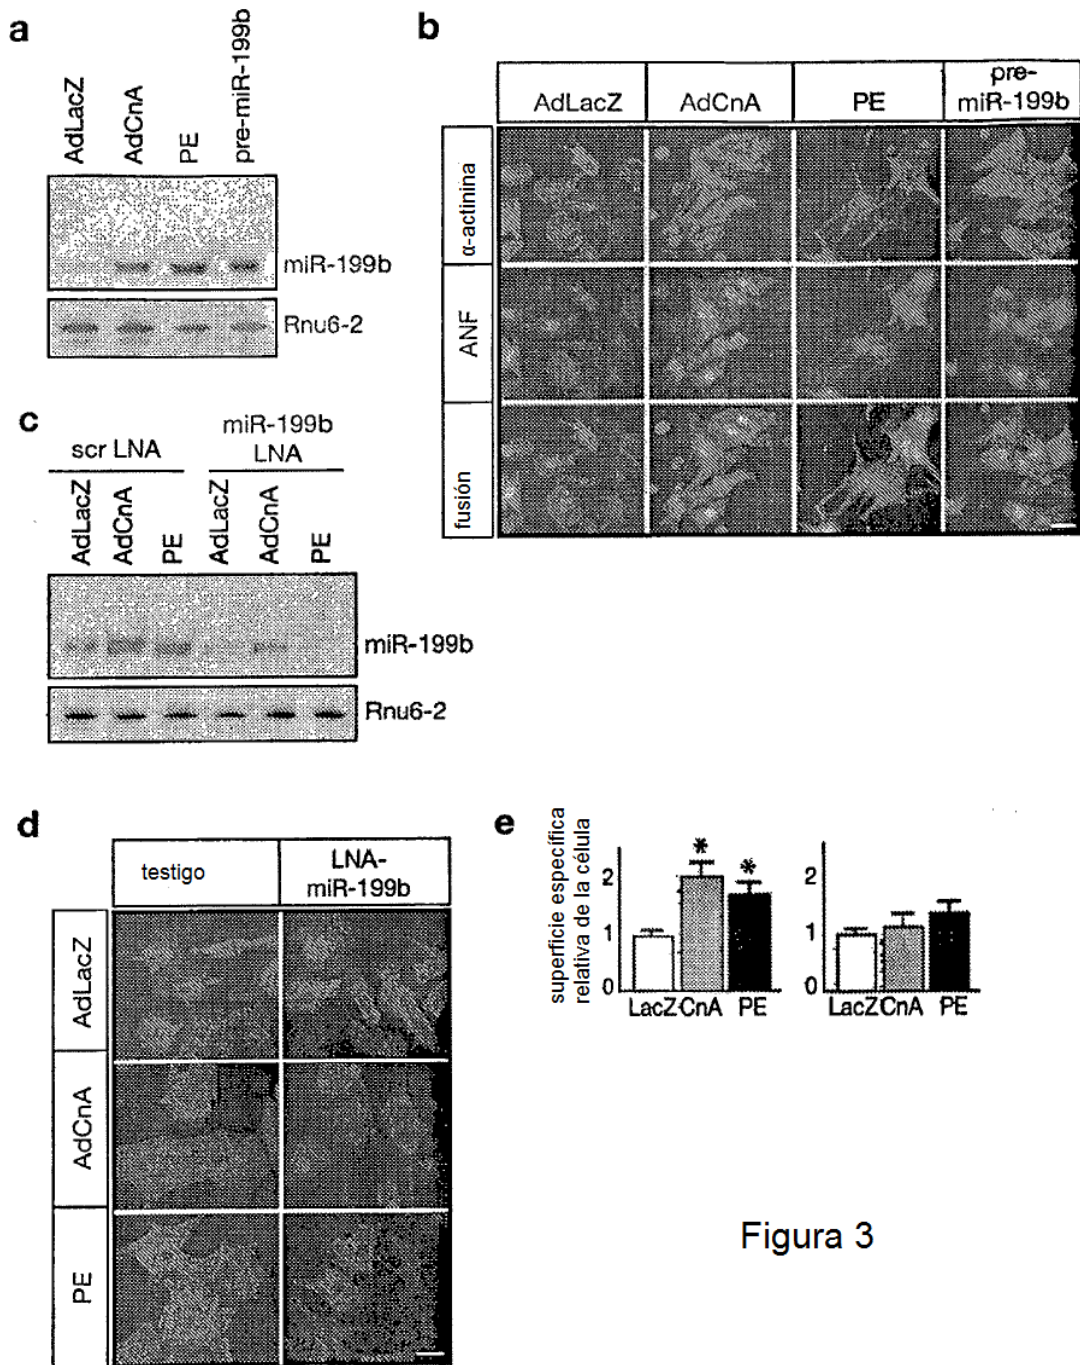 a
AdLacZ
AdCnA
PE
pre-miR-199b
miR-199b
Rnu6-2
b
AdLacZ
AdCnA
PE
pre-
miR-199b
α-actinina
ANF
fusión
c
scr LNA
miR-199b
LNA
AdLacZ
AdCnA
PE
AdLacZ
AdCnA
PE
miR-199b
Rnu6-2
d
testigo
LNA-
miR-199b
AdLacZ
AdCnA
PE
e
superficie específica
relativa de la célula
2
1
0
* *
LacZ CnA PE
2
1
0
LacZ CnA PE
Figura 3